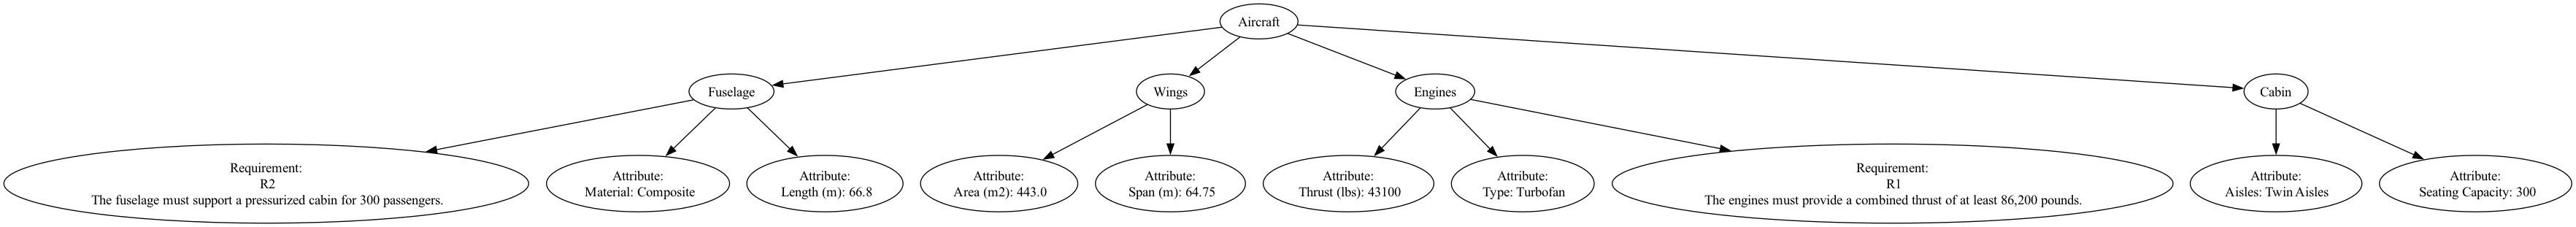 Aircraft
Fuselage
Wings
Engines
Cabin
Requirement:
R2
The fuselage must support a pressurized cabin for 300 passengers.
Attribute:
Material: Composite
Attribute:
Length (m): 66.8
Attribute:
Area (m2): 443.0
Attribute:
Span (m): 64.75
Attribute:
Thrust (lbs): 43100
Attribute:
Type: Turbofan
Requirement:
R1
The engines must provide a combined thrust of at least 86,200 pounds.
Attribute:
Aisles: Twin Aisles
Attribute:
Seating Capacity: 300